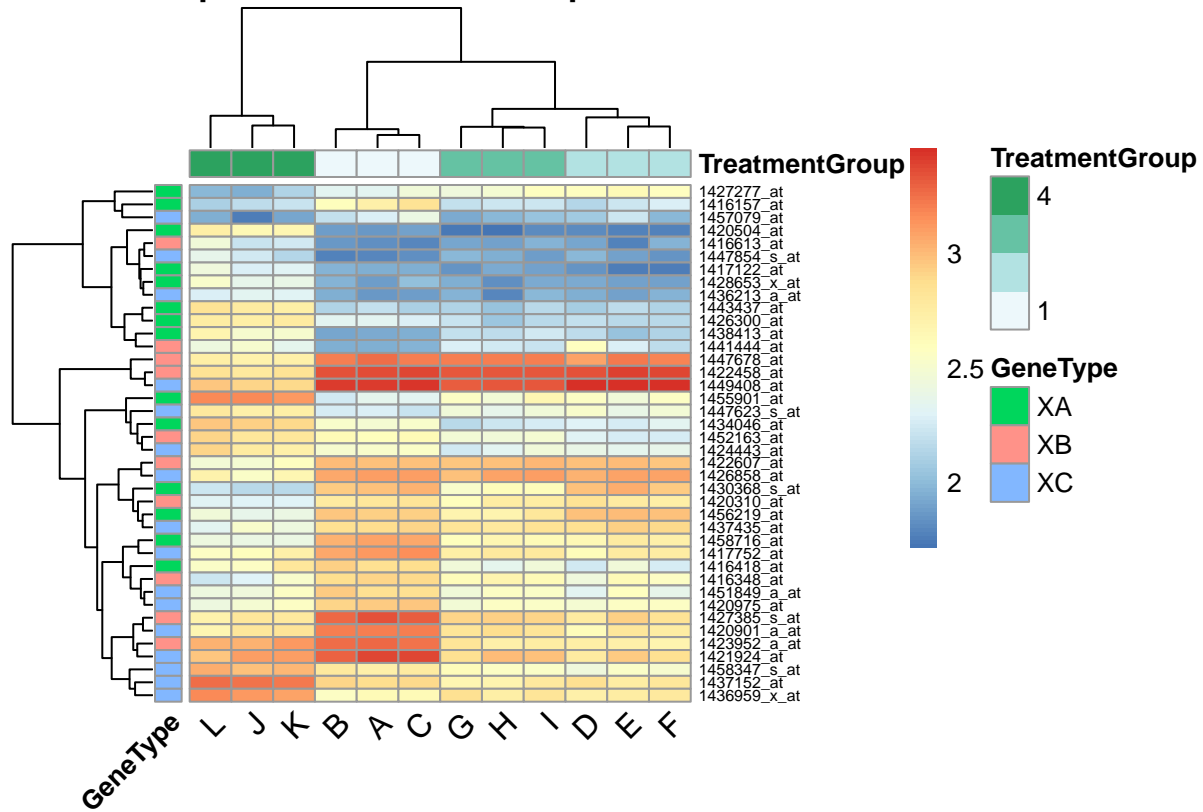 TreatmentGroup
1427277_at
1416157_at
1457079_at
1420504_at
1416613_at
1447854_s_at
1417122_at
1428653_x_at
1436213_a_at
1443437_at
1426300_at
1438413_at
1441444_at
1447678_at
1422458_at
1449408_at
1455901_at
1447623_s_at
1434046_at
1452163_at
1424443_at
1422607_at
1426858_at
1430368_s_at
1420310_at
1456219_at
1437435_at
1458716_at
1417752_at
1416418_at
1416348_at
1451849_a_at
1420975_at
1427385_s_at
1420901_a_at
1423952_a_at
1421924_at
1458347_s_at
1437152_at
1436959_x_at
GeneType
L J K B A C G H I D E F
3
2.5
2
TreatmentGroup
4
1
GeneType
XA
XB
XC